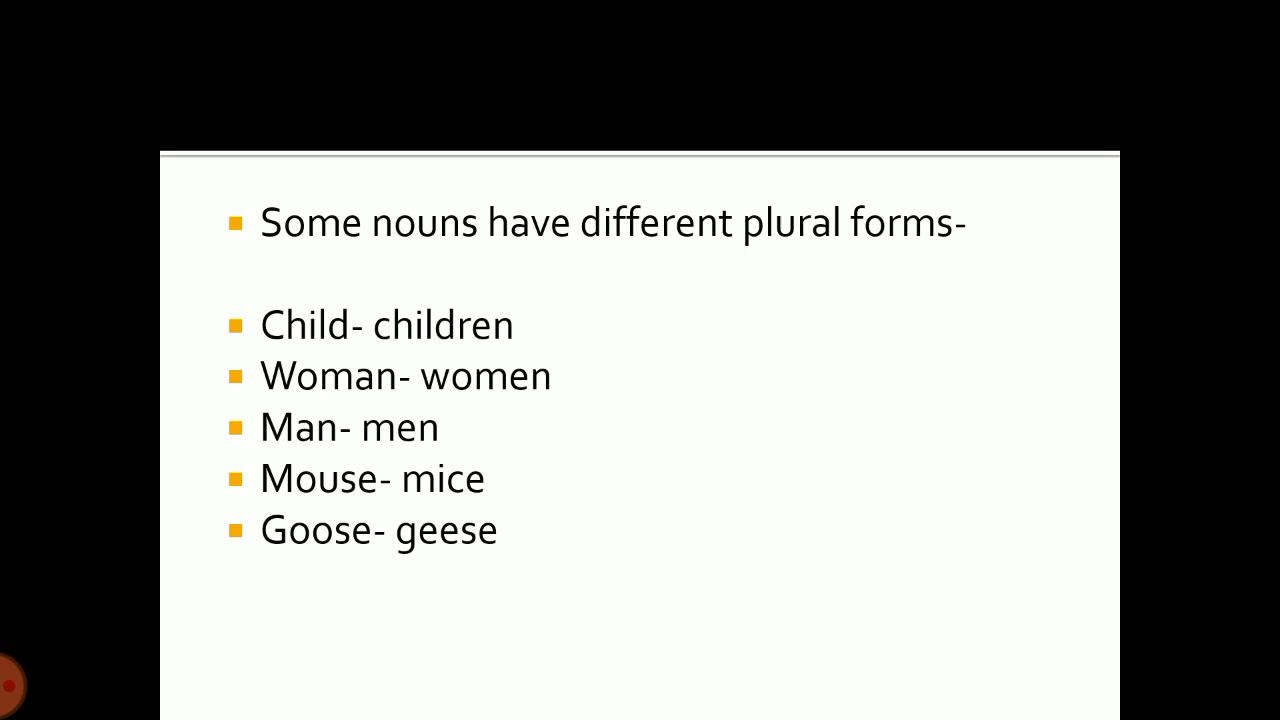 Some nouns have different plural forms-
Child- children
Woman- women
Man- men
Mouse- mice
Goose- geese